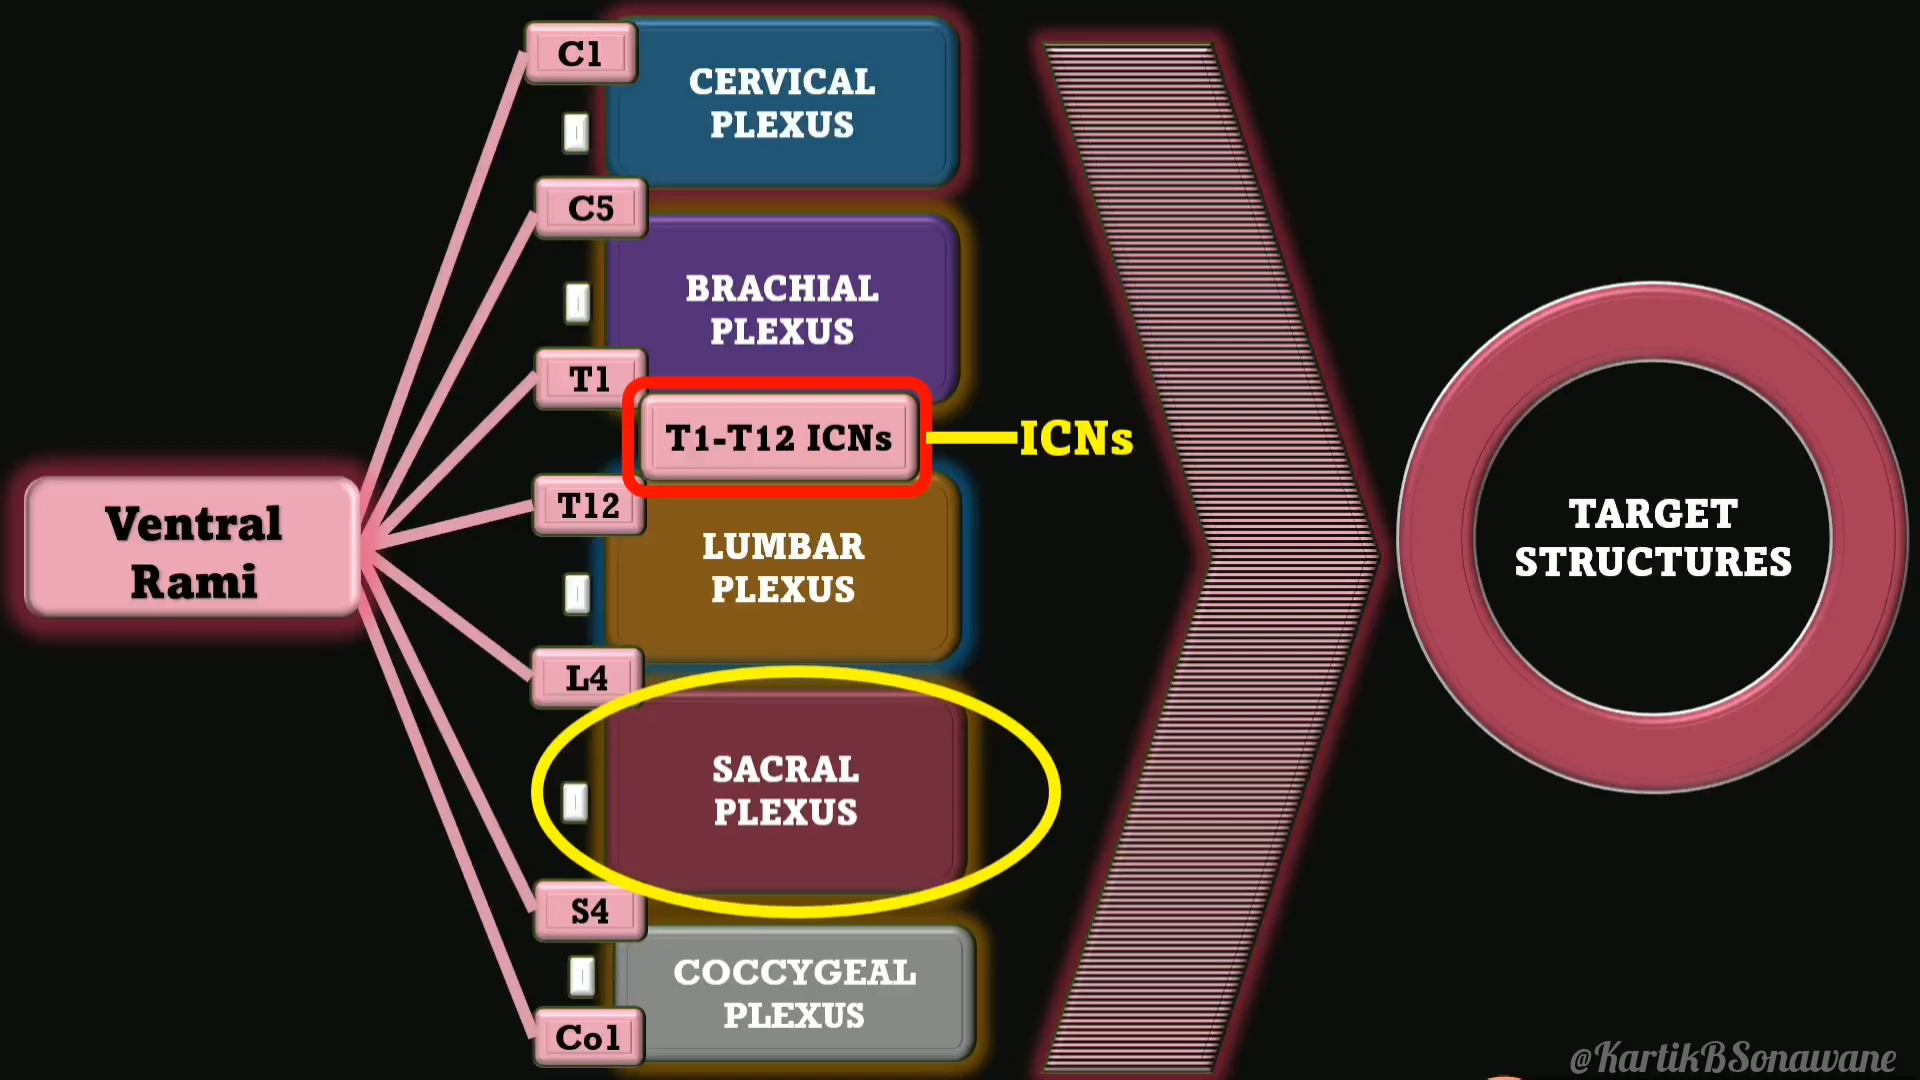 C1
CERVICAL
PLEXUS
C5
BRACHIAL
PLEXUS
T1
T1-T12 ICNs
ICNs
T12
LUMBAR
PLEXUS
Ventral
Rami
TARGET
STRUCTURES
L4
SACRAL
PLEXUS
S4
COCCYGEAL
PLEXUS
Co1
@KartikBSonawane